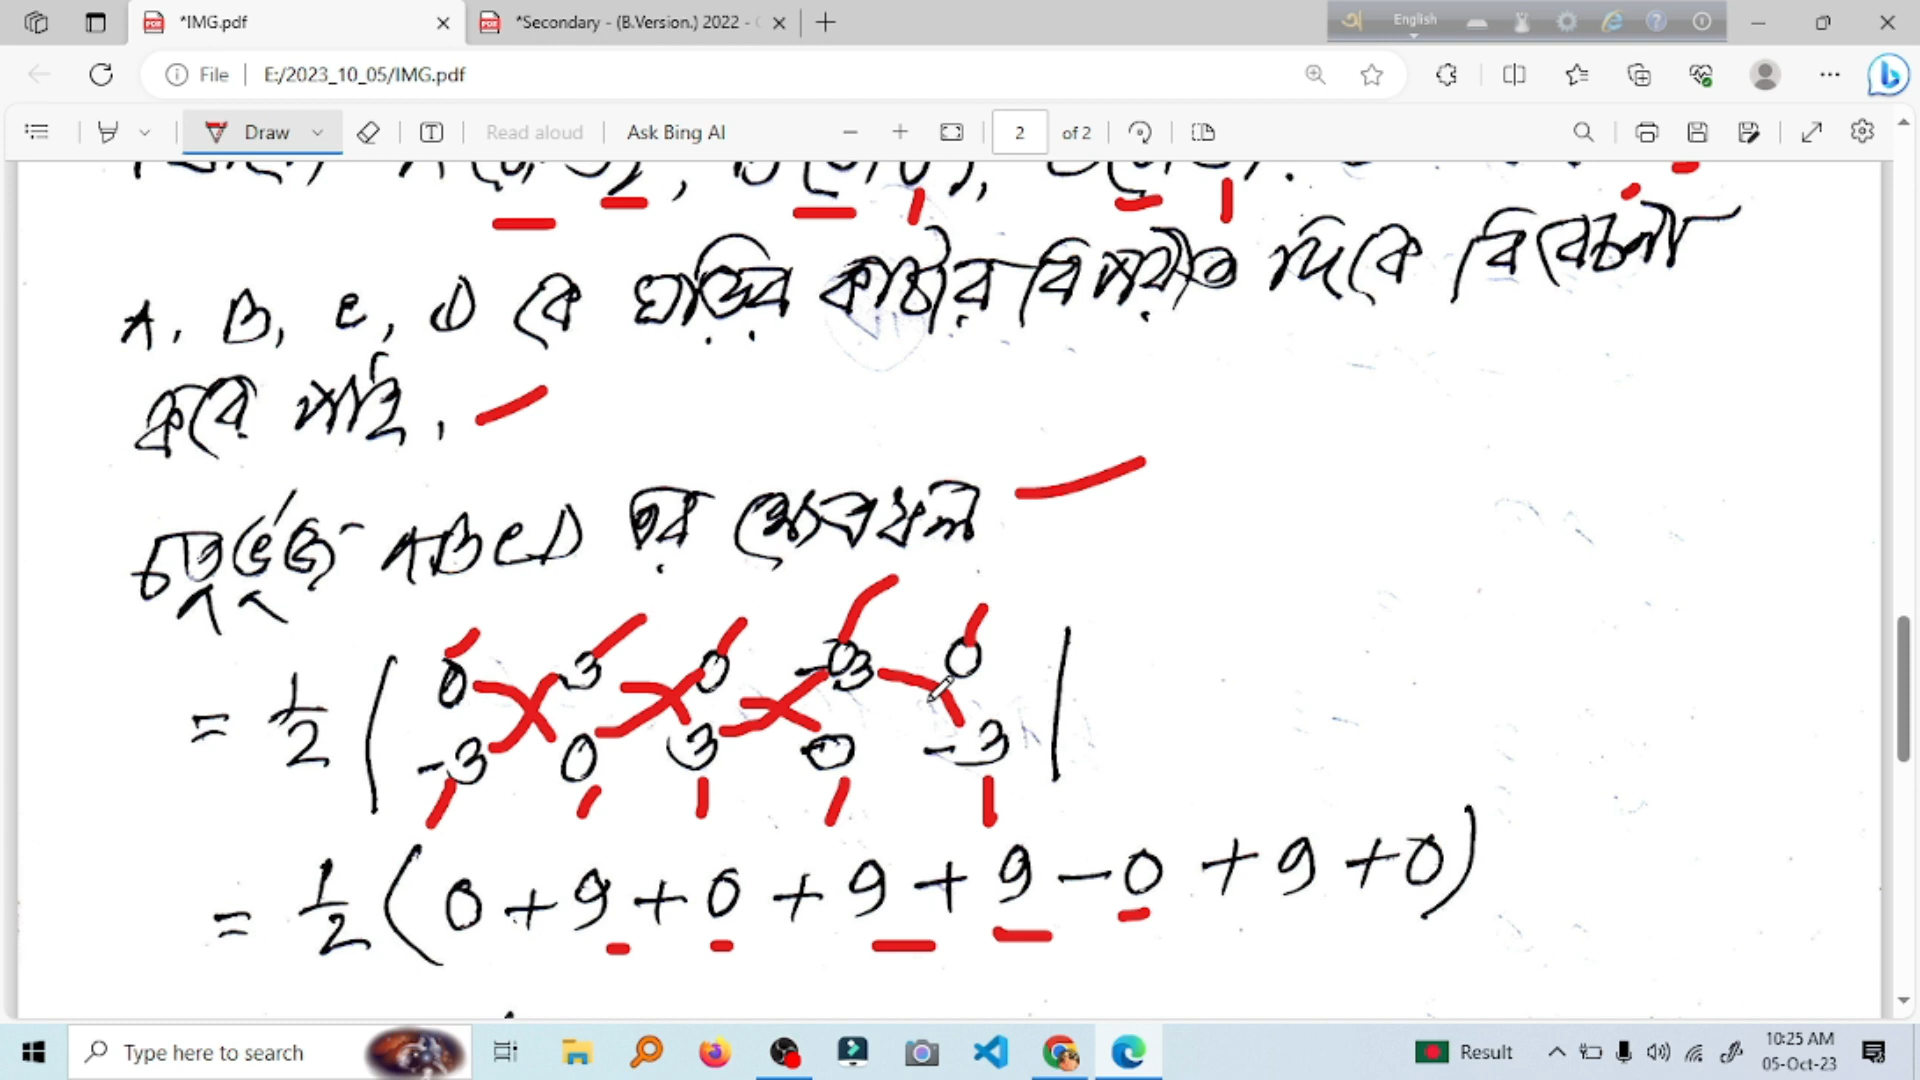 *IMG.pdf
*Secondary - (B.Version.) 2022 -
English
File
E:/2023_10_05/IMG.pdf
Draw
Read aloud
Ask Bing AI
2
of 2
A, B, C, D কে ঘড়ির কাঁটার বিপরীত দিকে বিবেচনা
করে পাই,
চতুর্ভুজ ABCD এর ক্ষেত্রফল
= 1/2 | 0 3 0 -3 0 |
-3 0 3 0 -3
= 1/2 (0 + 9 + 0 + 9 + 9 - 0 + 9 + 0)
Type here to search
Result
10:25 AM
05-Oct-23